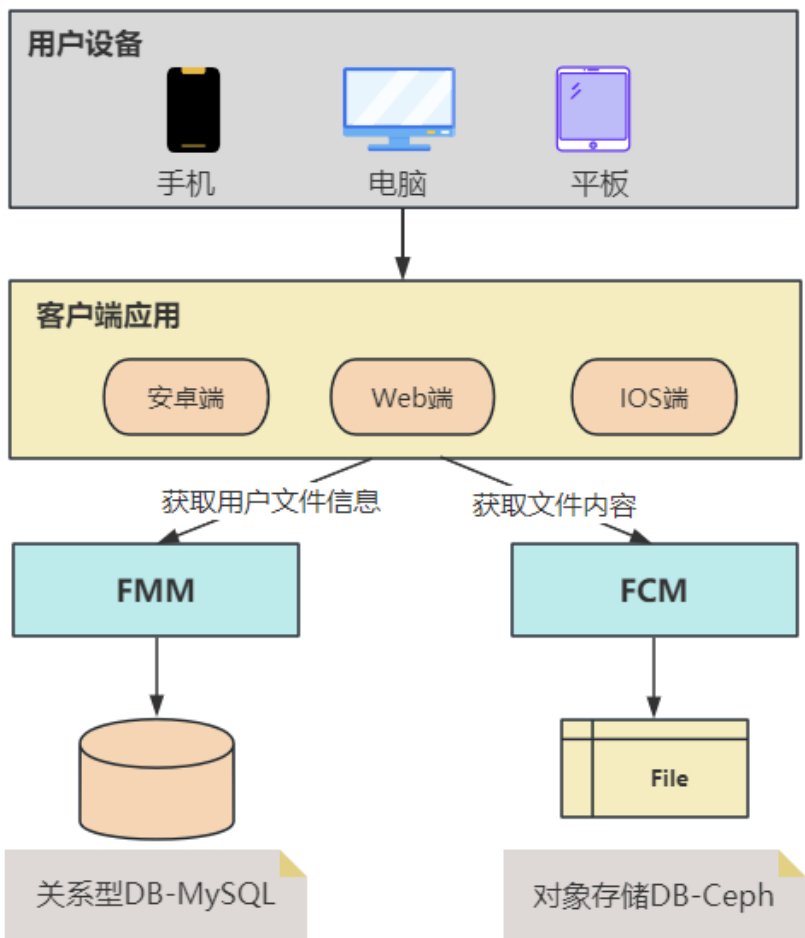 用户设备
手机
电脑
平板
客户端应用
安卓端
Web端
IOS端
获取用户文件信息
获取文件内容
FMM
FCM
File
关系型DB-MySQL
对象存储DB-Ceph